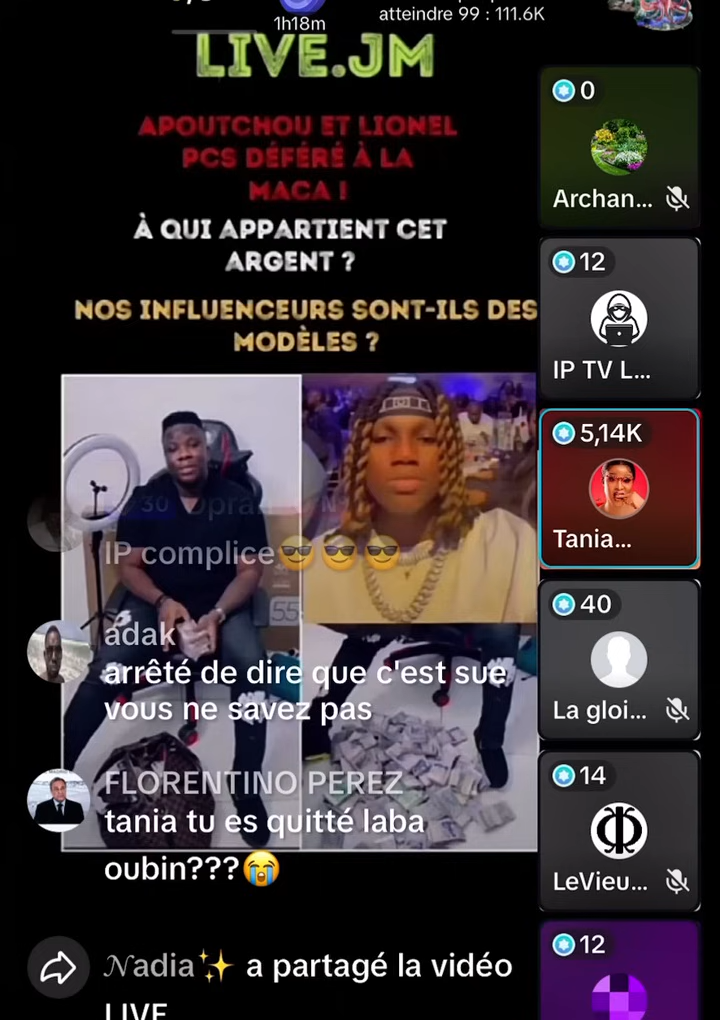 1h18m
atteindre 99 : 111.6K
LIVE.JM
APOUTCHOU ET LIONEL
PCS DÉFÉRÉ À LA
MACA !
À QUI APPARTIENT CET
ARGENT ?
NOS INFLUENCEURS SONT-ILS DES
MODÈLES ?
IP complice😎😎😎
adak
arrêté de dire que c'est sue
vous ne savez pas
FLORENTINO PEREZ
tania tu es quitté laba
oubin???😭
Nadia✨ a partagé la vidéo
LIVE
0
Archan...
12
IP TV L...
5,14K
Tania...
40
La gloi...
14
LeVieu...
12